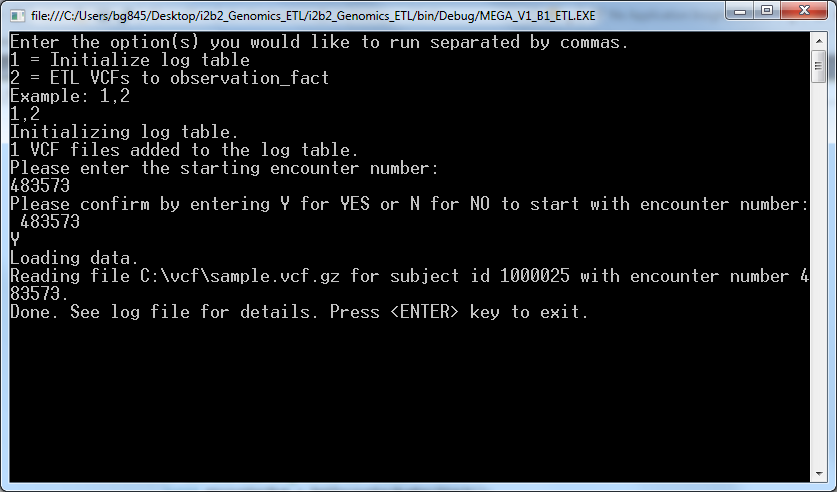 file:///C:/Users/bg845/Desktop/i2b2_Genomics_ETL/i2b2_Genomics_ETL/bin/Debug/MEGA_V1_B1_ETL.EXE
Enter the option(s) you would like to run separated by commas.
1 = Initialize log table
2 = ETL VCFs to observation_fact
Example: 1,2
1,2
Initializing log table.
1 VCF files added to the log table.
Please enter the starting encounter number:
483573
Please confirm by entering Y for YES or N for NO to start with encounter number:
 483573
Y
Loading data.
Reading file C:\vcf\sample.vcf.gz for subject id 1000025 with encounter number 4
83573.
Done. See log file for details. Press <ENTER> key to exit.